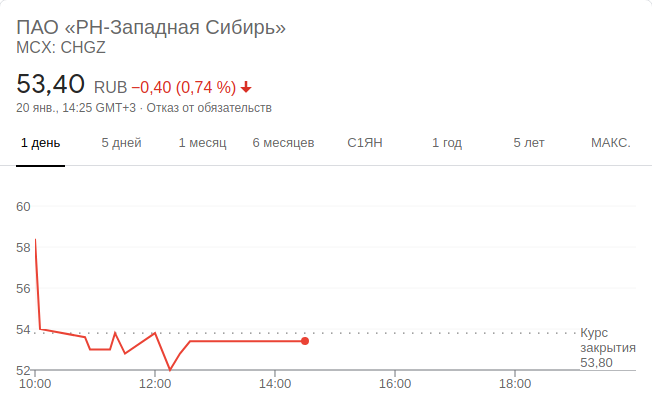 ПАО «РН-Западная Сибирь»
MCX: CHGZ
53,40 RUB −0,40 (0,74 %)
20 янв., 14:25 GMT+3 · Отказ от обязательств
1 день 5 дней 1 месяц 6 месяцев С1ЯН 1 год 5 лет МАКС.
60
58
56
54
52
Курс
закрытия
53,80
10:00 12:00 14:00 16:00 18:00